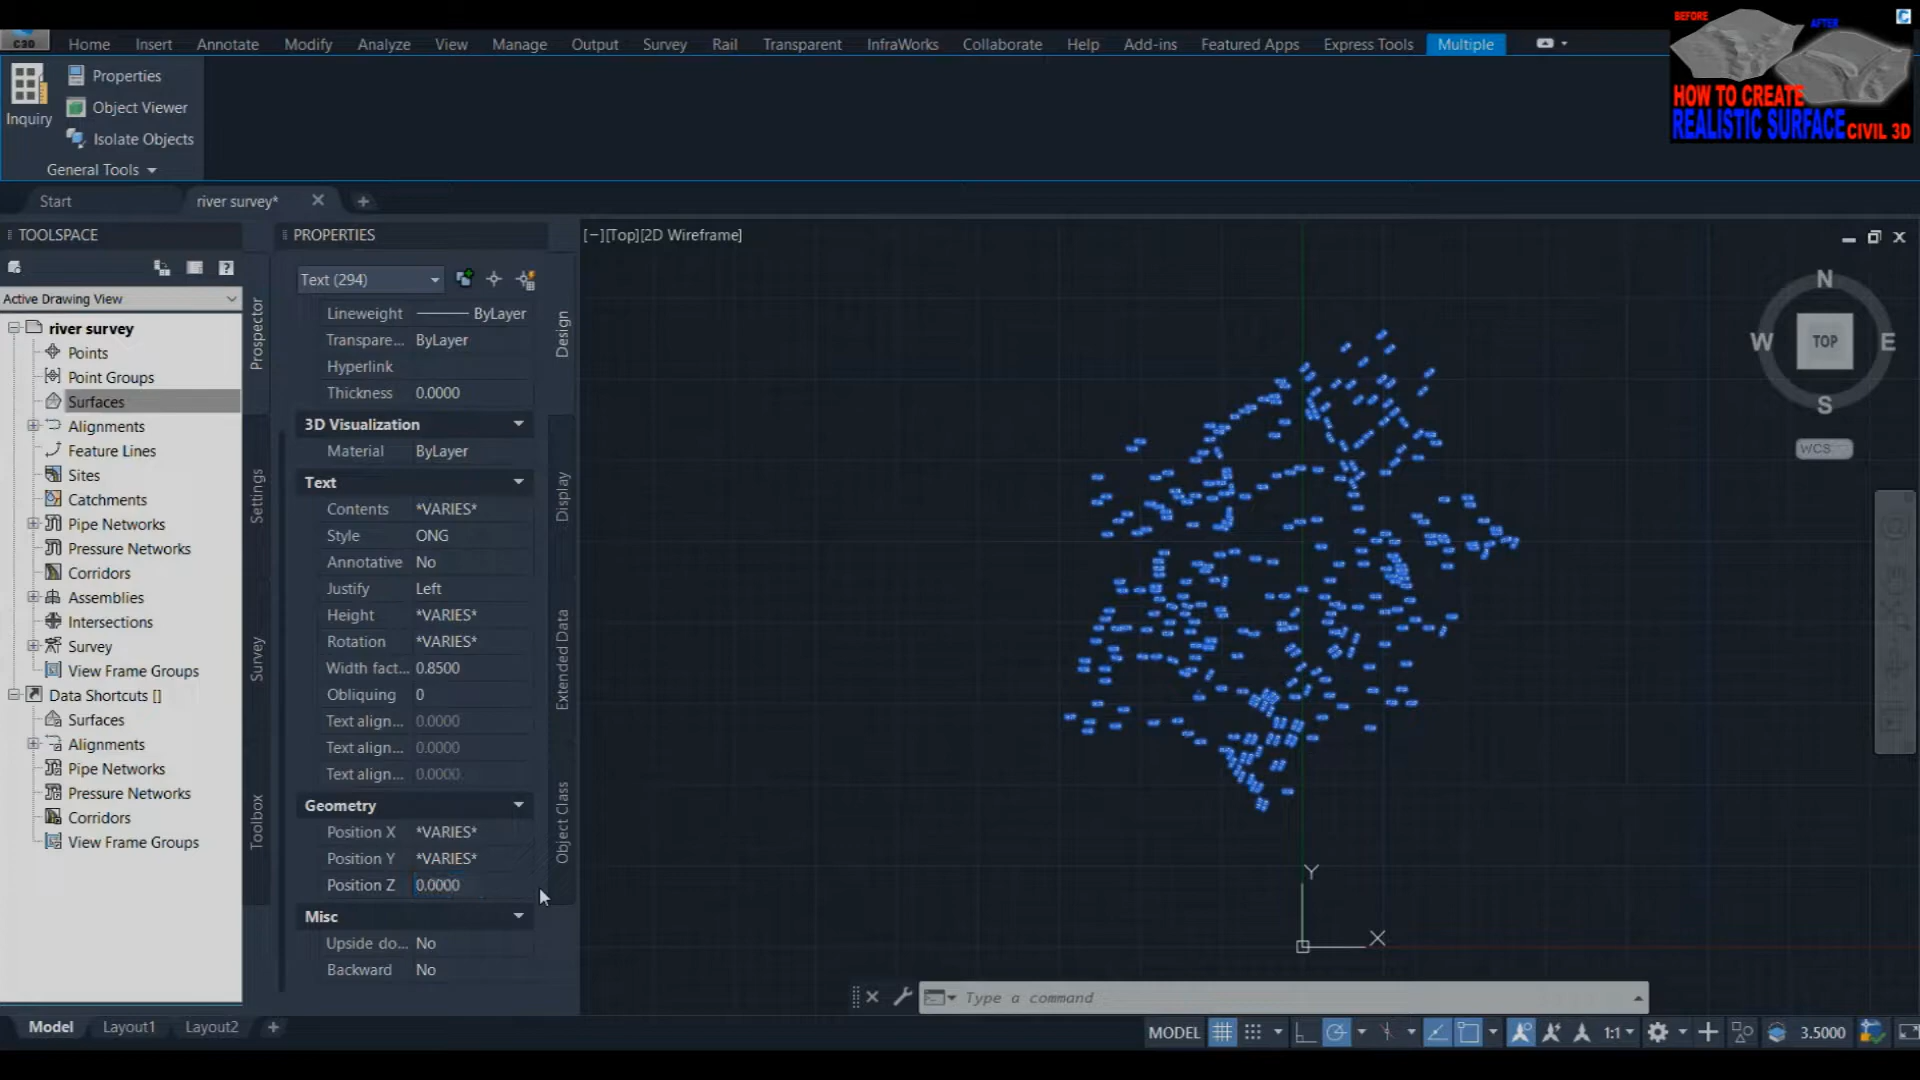 BEFORE
AFTER
HOW TO CREATE
REALISTIC SURFACE CIVIL 3D
C3D
Home Insert Annotate Modify Analyze View Manage Output Survey Rail Transparent InfraWorks Collaborate Help Add-ins Featured Apps Express Tools Multiple
Inquiry
Properties
Object Viewer
Isolate Objects
General Tools
Start river survey*
TOOLSPACE
Active Drawing View
river survey
Points
Point Groups
Surfaces
Alignments
Feature Lines
Sites
Catchments
Pipe Networks
Pressure Networks
Corridors
Assemblies
Intersections
Survey
View Frame Groups
Data Shortcuts []
Surfaces
Alignments
Pipe Networks
Pressure Networks
Corridors
View Frame Groups
Prospector
Settings
Survey
Toolbox
PROPERTIES
Text (294)
Lineweight ByLayer
Transpare... ByLayer
Hyperlink
Thickness 0.0000
3D Visualization
Material ByLayer
Text
Contents *VARIES*
Style ONG
Annotative No
Justify Left
Height *VARIES*
Rotation *VARIES*
Width fact... 0.8500
Obliquing 0
Text align... 0.0000
Text align... 0.0000
Text align... 0.0000
Geometry
Position X *VARIES*
Position Y *VARIES*
Position Z 0.0000
Misc
Upside do... No
Backward No
Design
Display
Extended Data
Object Class
[−][Top][2D Wireframe]
N
W TOP E
S
WCS
Y
X
Type a command
Model Layout1 Layout2
MODEL 1:1 3.5000